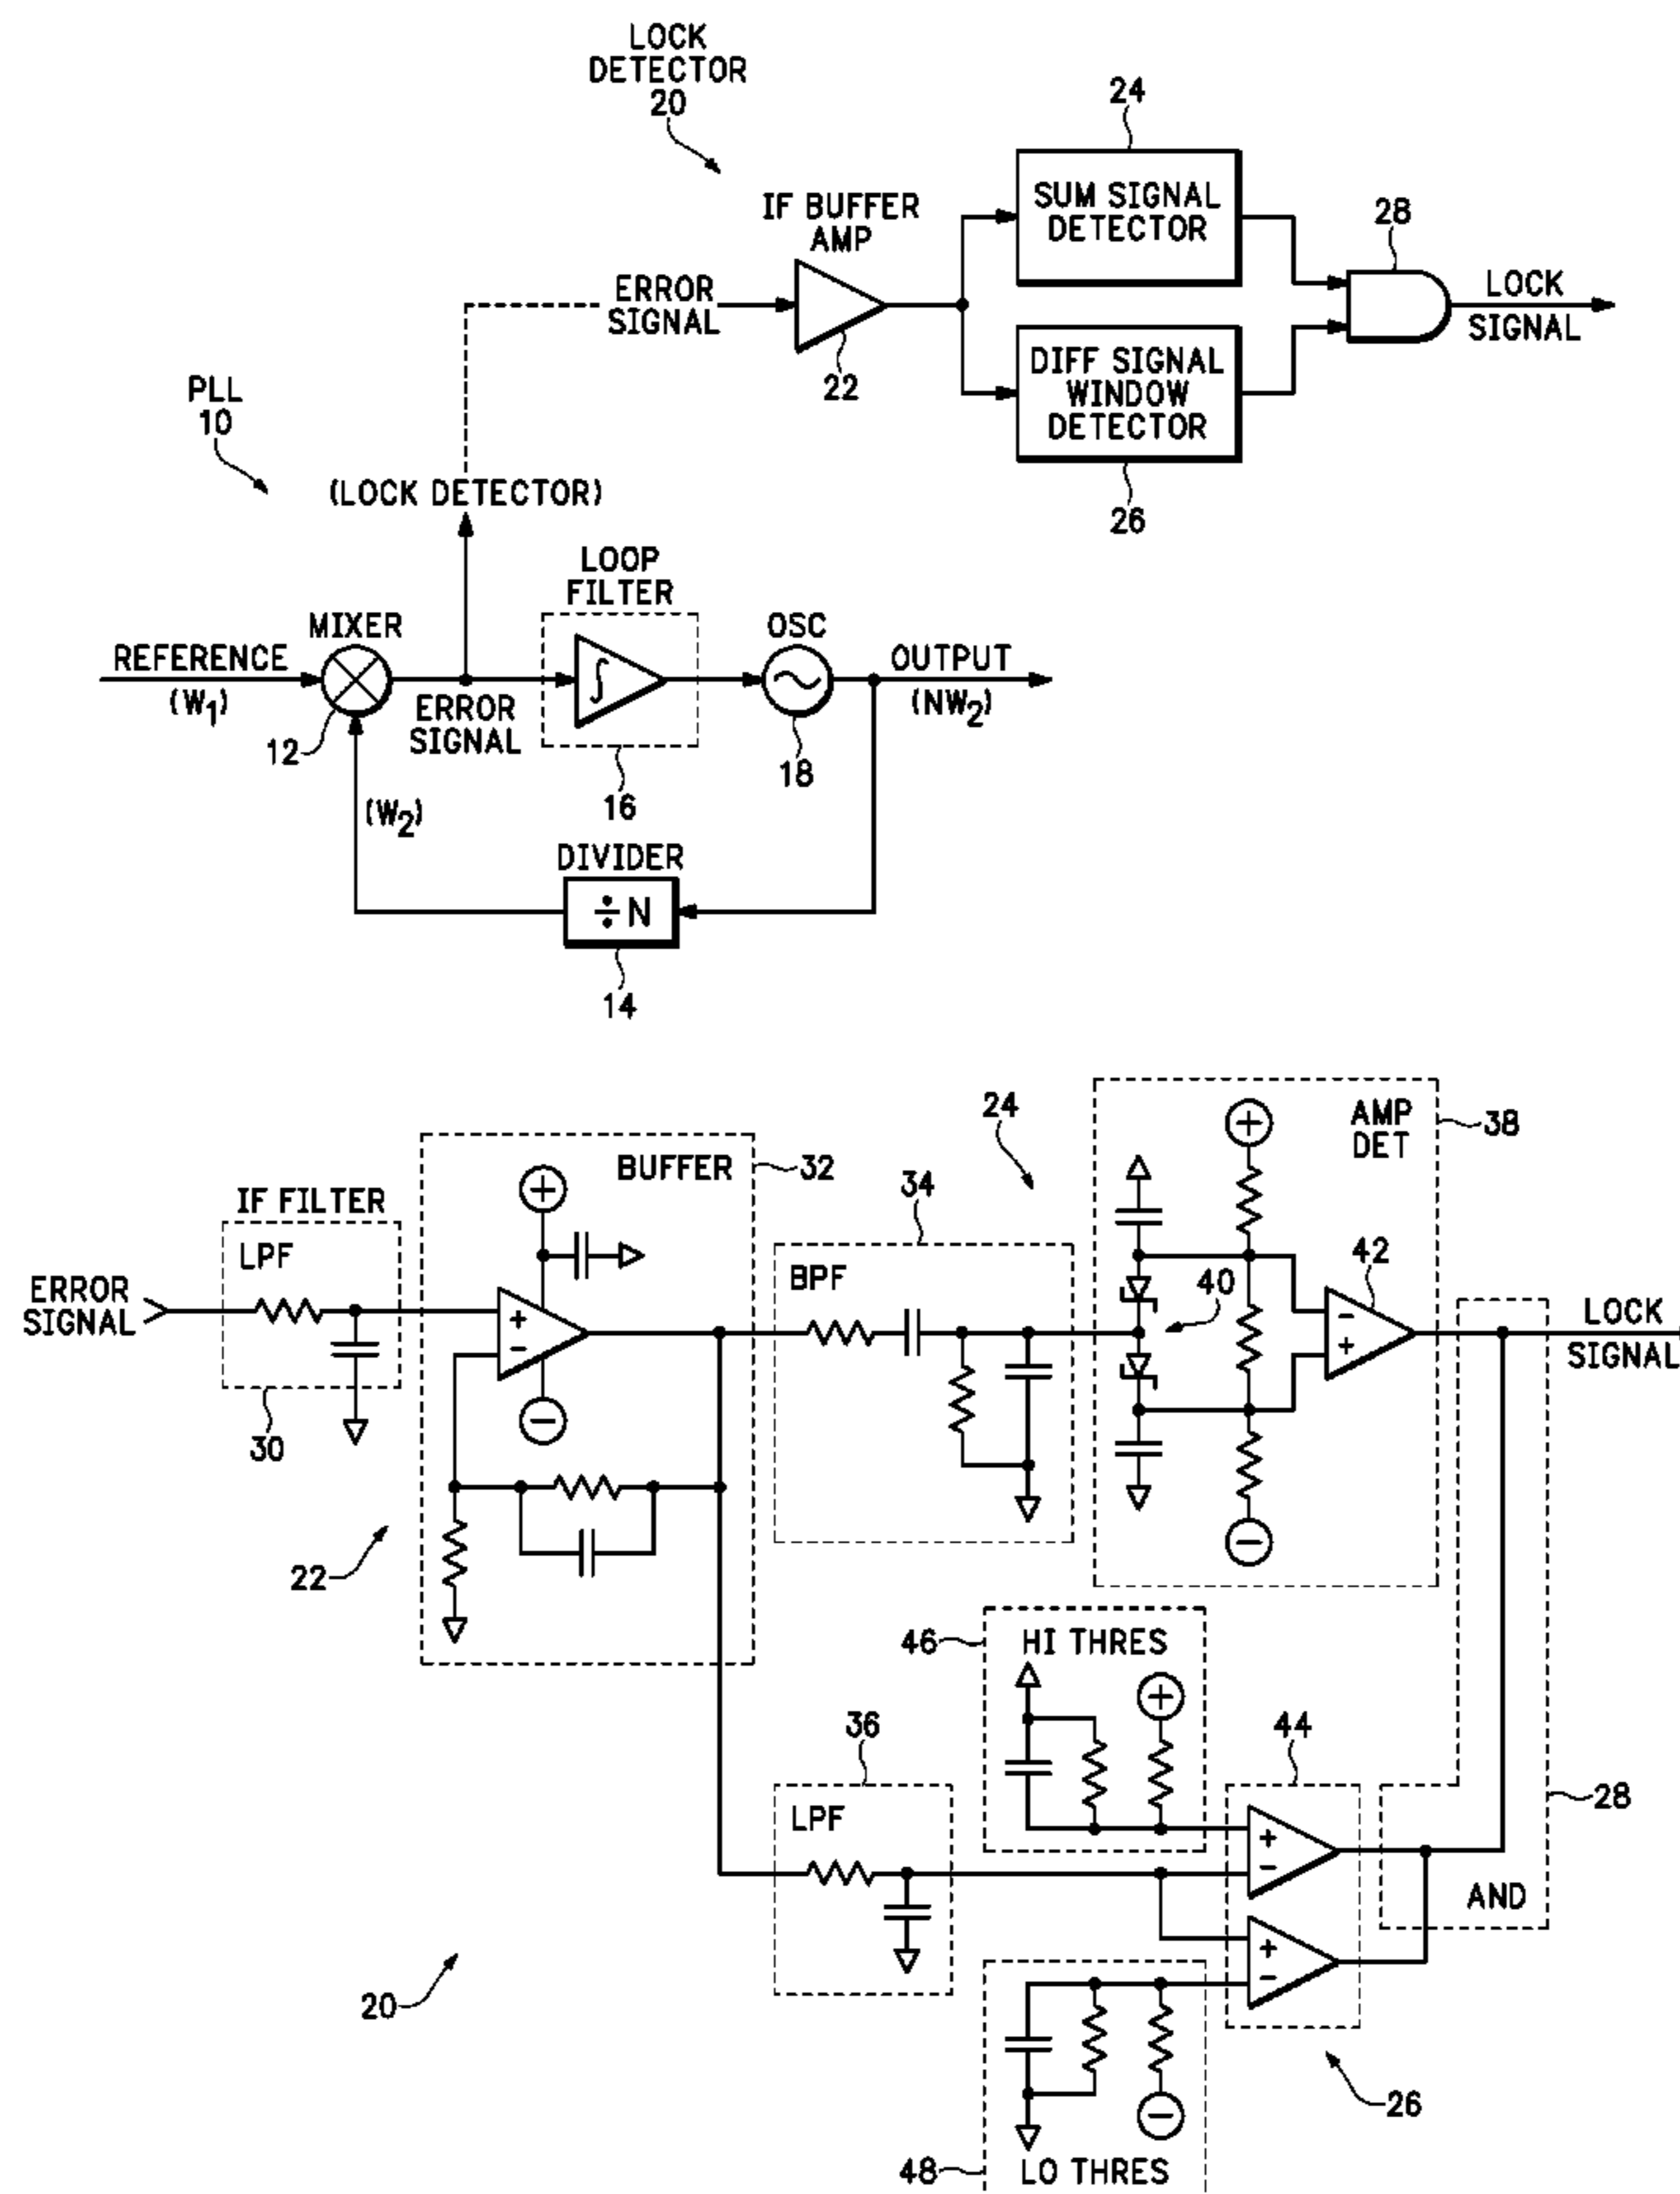 LOCK
DETECTOR
20
24
SUM SIGNAL
DETECTOR
IF BUFFER
AMP
28
ERROR
SIGNAL
LOCK
SIGNAL
22
DIFF SIGNAL
WINDOW
DETECTOR
26
PLL
10
(LOCK DETECTOR)
LOOP
FILTER
MIXER
OSC
REFERENCE
(W1)
OUTPUT
(NW2)
ERROR
SIGNAL
12
16
18
(W2)
DIVIDER
÷ N
14
24
AMP
DET
38
BUFFER
32
34
IF FILTER
LPF
+
+
BPF
40
42
ERROR
SIGNAL
+
−
−
+
LOCK
SIGNAL
30
−
−
22
46
HI THRES
+
36
44
LPF
28
+
−
AND
+
−
20
−
26
48
LO THRES